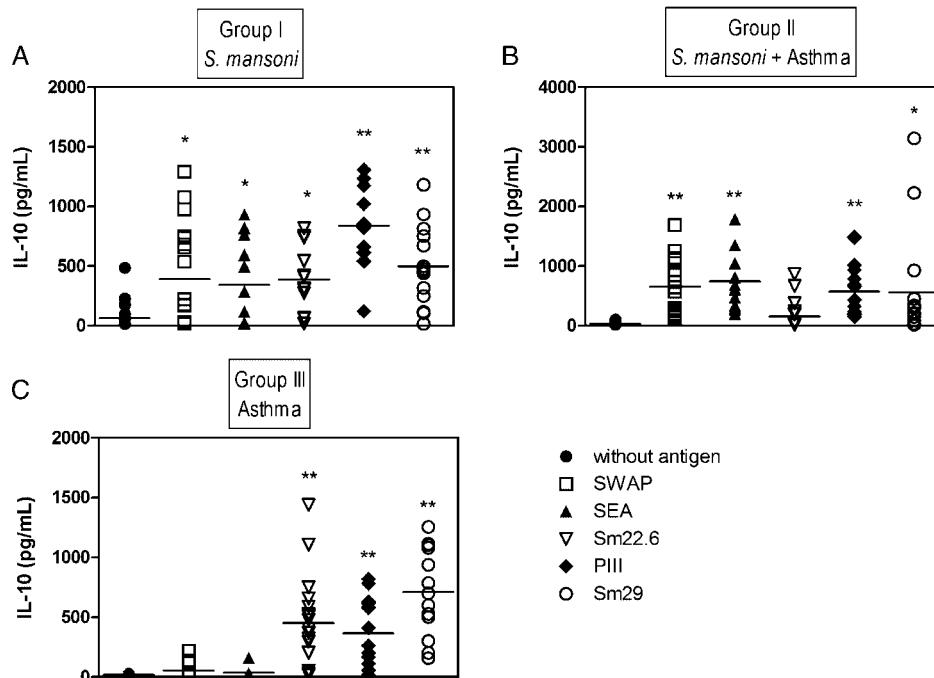 Group I
S. mansoni
A
2000
1500
1000
500
0
IL-10 (pg/mL)
*
*
*
**
**
Group II
S. mansoni + Asthma
B
4000
3000
2000
1000
0
IL-10 (pg/mL)
**
**
**
*
Group III
Asthma
C
2000
1500
1000
500
0
IL-10 (pg/mL)
**
**
**
without antigen
SWAP
SEA
Sm22.6
PIII
Sm29